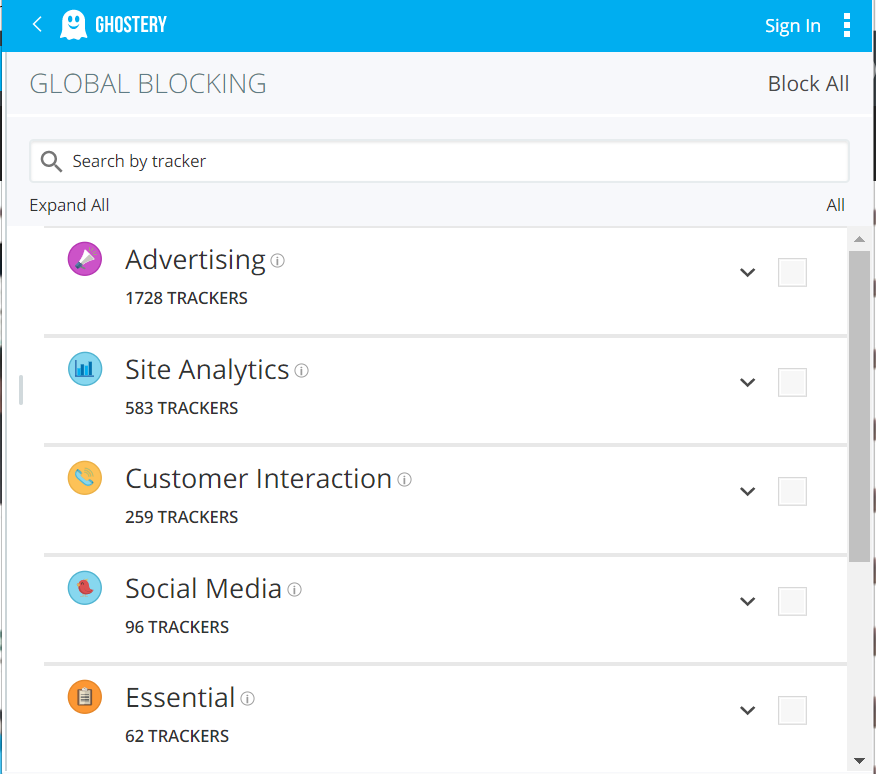 GHOSTERY
Sign In
GLOBAL BLOCKING
Block All
Search by tracker
Expand All
All
Advertising
1728 TRACKERS
Site Analytics
583 TRACKERS
Customer Interaction
259 TRACKERS
Social Media
96 TRACKERS
Essential
62 TRACKERS